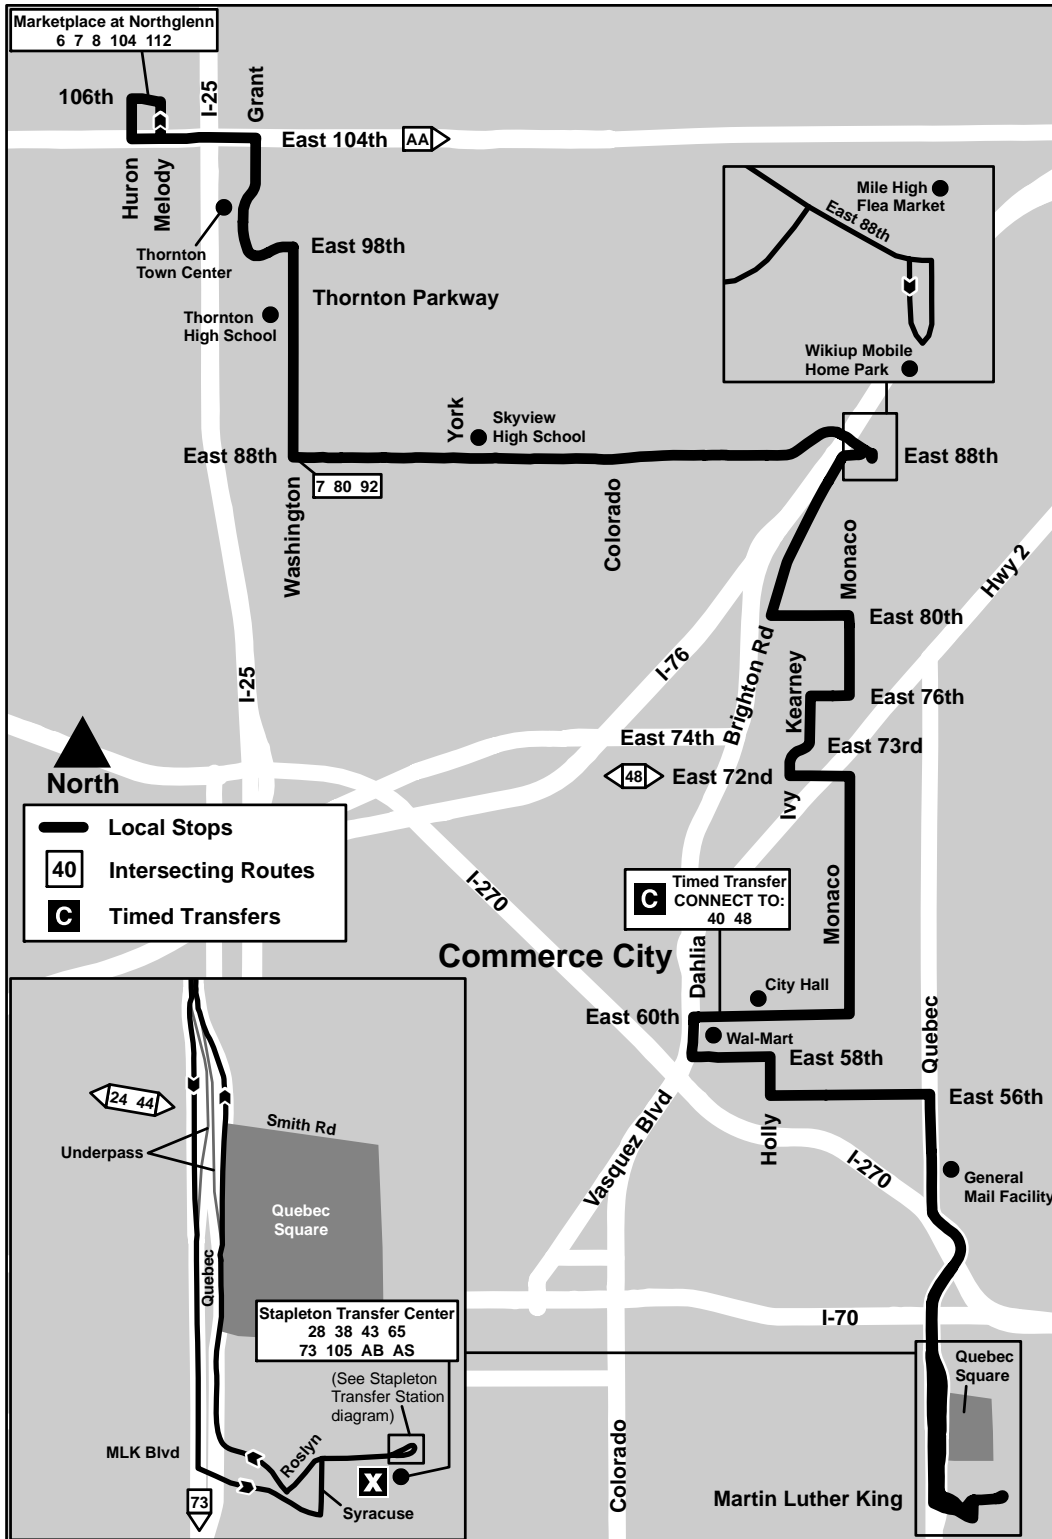 Marketplace at Northglenn
6 7 8 104 112
106th
I-25
Grant
East 104th
AA
Huron
Melody
Thornton
Town Center
East 98th
Thornton Parkway
Thornton
High School
Mile High
Flea Market
East 88th
Wikiup Mobile
Home Park
York
Skyview
High School
East 88th
7 80 92
East 88th
Washington
Colorado
Monaco
Hwy 2
East 80th
I-25
I-76
Brighton Rd
Kearney
East 76th
East 74th
East 73rd
48
East 72nd
Ivy
North
Local Stops
40
Intersecting Routes
C
Timed Transfers
I-270
C
Timed Transfer
CONNECT TO:
40 48
Monaco
Commerce City
Dahlia
City Hall
East 60th
Wal-Mart
Quebec
East 58th
East 56th
Vasquez Blvd
Holly
I-270
General
Mail Facility
24 44
Smith Rd
Underpass
Quebec
Square
Quebec
Stapleton Transfer Center
28 38 43 65
73 105 AB AS
I-70
(See Stapleton
Transfer Station
diagram)
Quebec
Square
MLK Blvd
Roslyn
X
73
Syracuse
Colorado
Martin Luther King